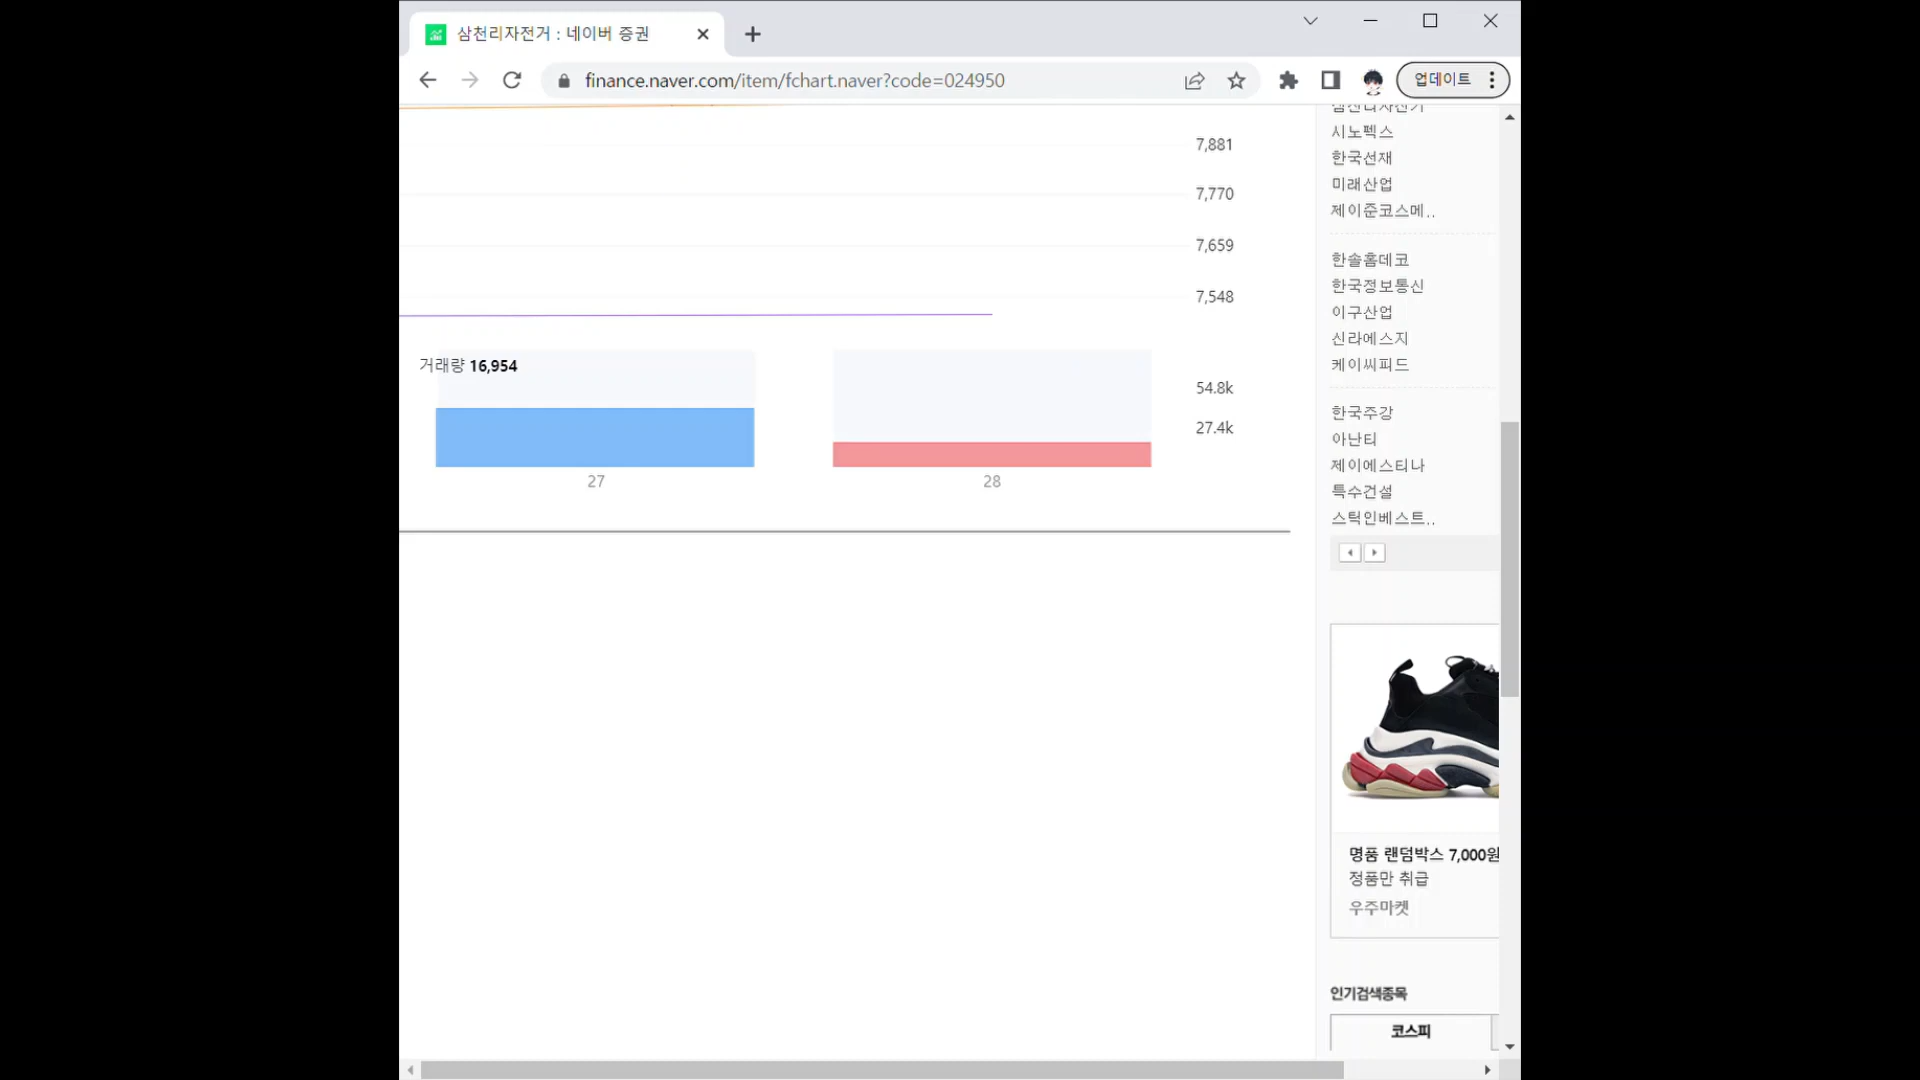 삼천리자전거 : 네이버 증권
finance.naver.com/item/fchart.naver?code=024950
업데이트
7,881
7,770
7,659
7,548
거래량 16,954
54.8k
27.4k
27
28
삼천리자전거
시노펙스
한국선재
미래산업
제이준코스메..
한솔홈데코
한국정보통신
이구산업
신라에스지
케이씨피드
한국주강
아난티
제이에스티나
특수건설
스틱인베스트..
명품 랜덤박스 7,000원
정품만 취급
우주마켓
인기검색종목
코스피